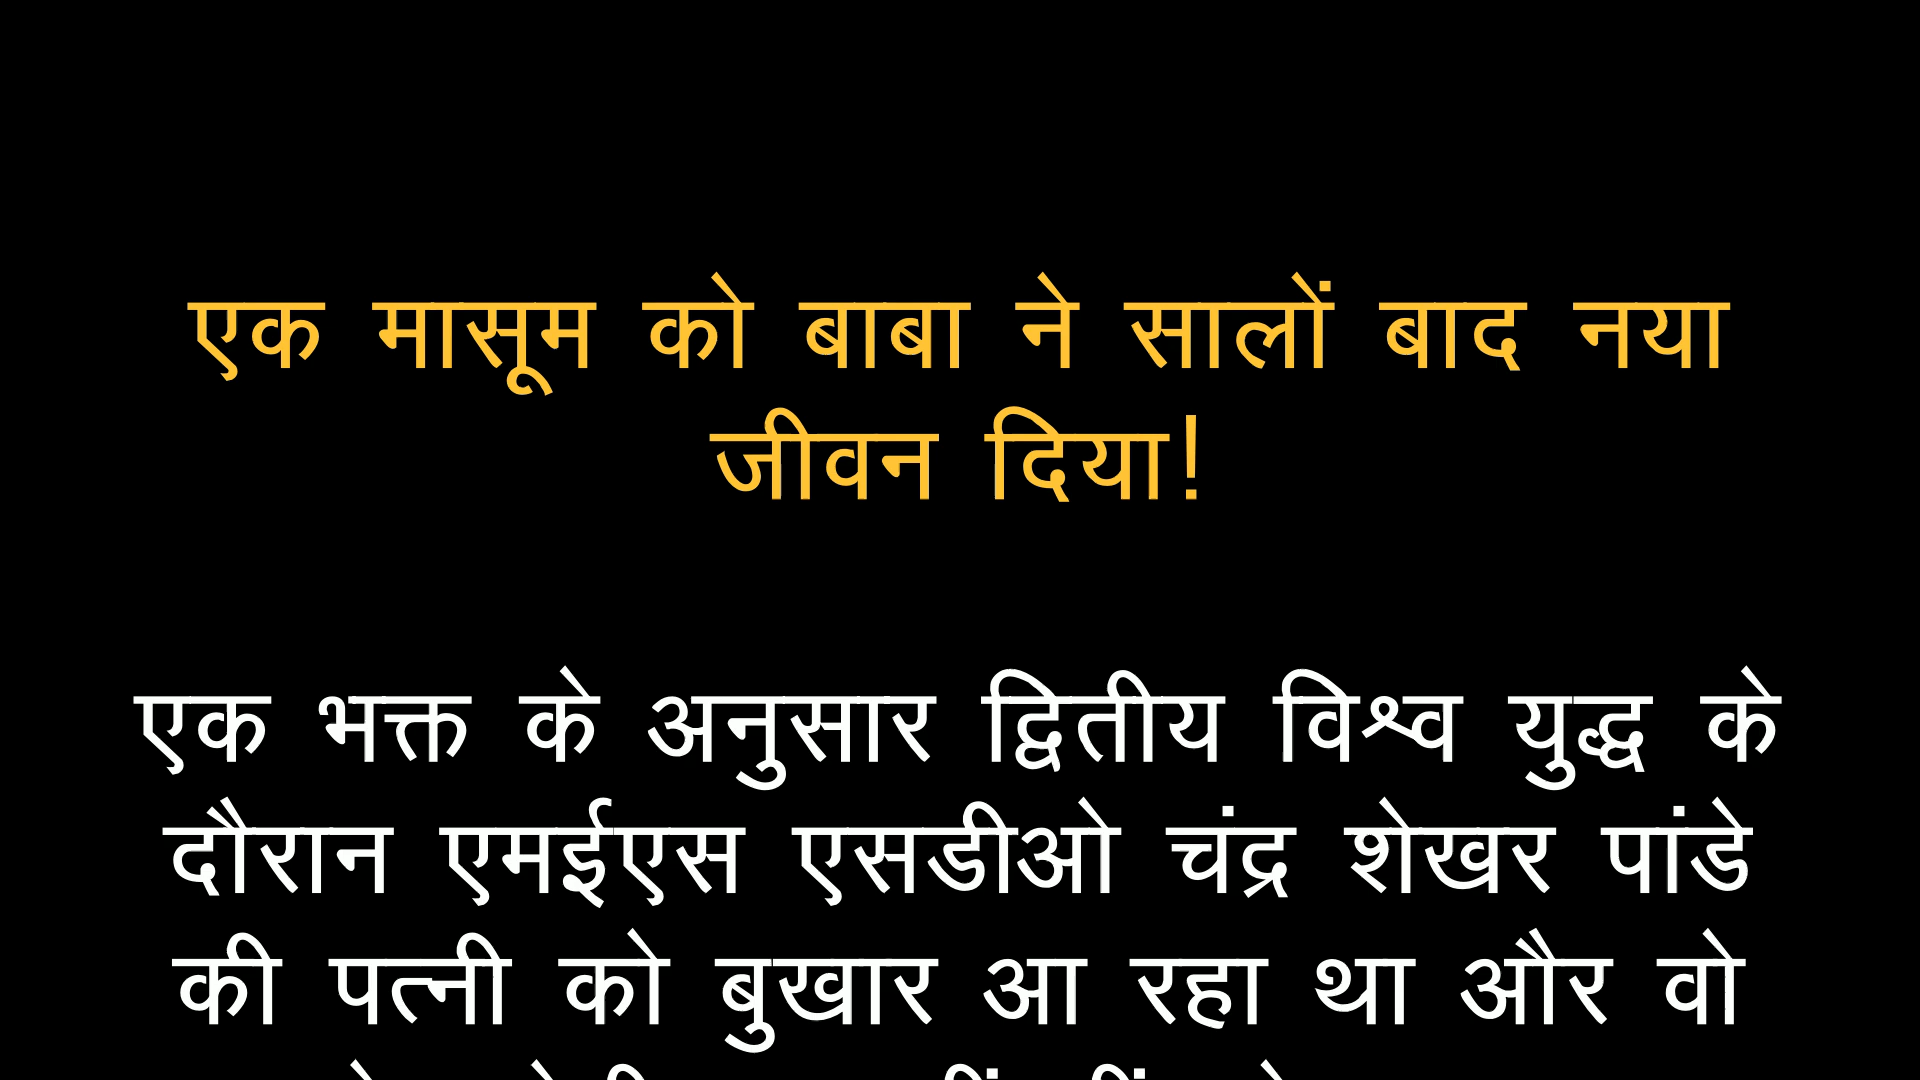 एक मासूम को बाबा ने सालों बाद नया
जीवन दिया!
एक भक्त के अनुसार द्वितीय विश्व युद्ध के
दौरान एमईएस एसडीओ चंद्र शेखर पांडे
की पत्नी को बुखार आ रहा था और वो